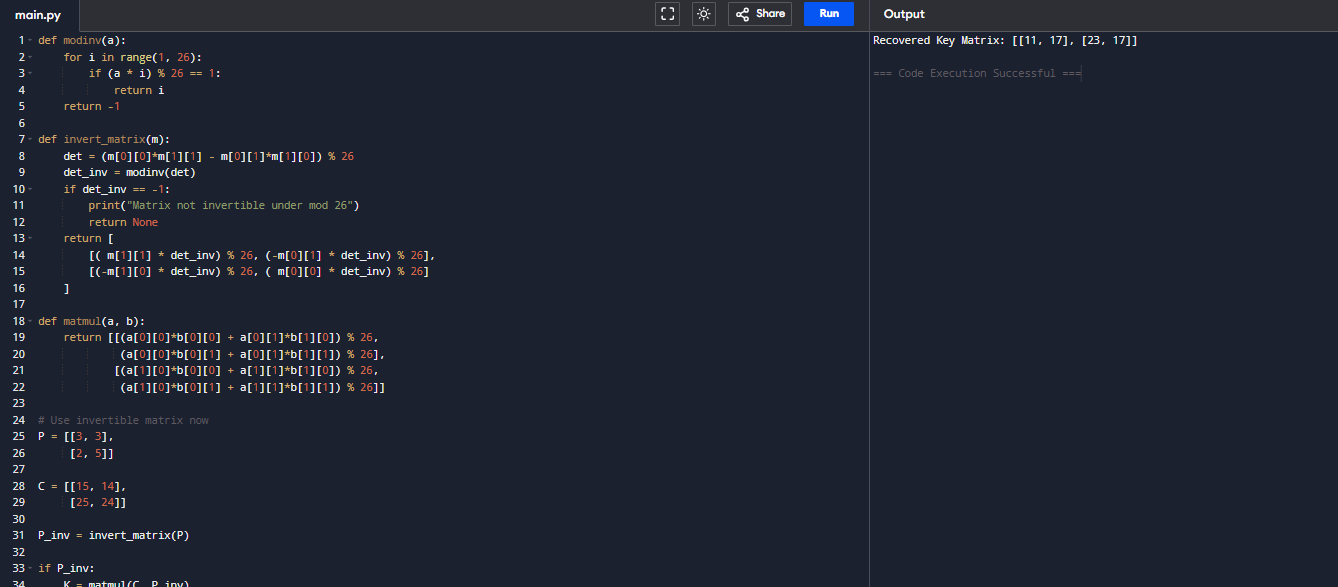 main.py
Share
Run
Output
1 def modinv(a):
2     for i in range(1, 26):
3         if (a * i) % 26 == 1:
4             return i
5     return -1
6
7 def invert_matrix(m):
8     det = (m[0][0]*m[1][1] - m[0][1]*m[1][0]) % 26
9     det_inv = modinv(det)
10     if det_inv == -1:
11         print("Matrix not invertible under mod 26")
12         return None
13     return [
14         [( m[1][1] * det_inv) % 26, (-m[0][1] * det_inv) % 26],
15         [(-m[1][0] * det_inv) % 26, ( m[0][0] * det_inv) % 26]
16     ]
17
18 def matmul(a, b):
19     return [[(a[0][0]*b[0][0] + a[0][1]*b[1][0]) % 26,
20              (a[0][0]*b[0][1] + a[0][1]*b[1][1]) % 26],
21             [(a[1][0]*b[0][0] + a[1][1]*b[1][0]) % 26,
22              (a[1][0]*b[0][1] + a[1][1]*b[1][1]) % 26]]
23
24 # Use invertible matrix now
25 P = [[3, 3],
26      [2, 5]]
27
28 C = [[15, 14],
29      [25, 24]]
30
31 P_inv = invert_matrix(P)
32
33 if P_inv:
34     K = matmul(C, P_inv)
Recovered Key Matrix: [[11, 17], [23, 17]]
=== Code Execution Successful ===